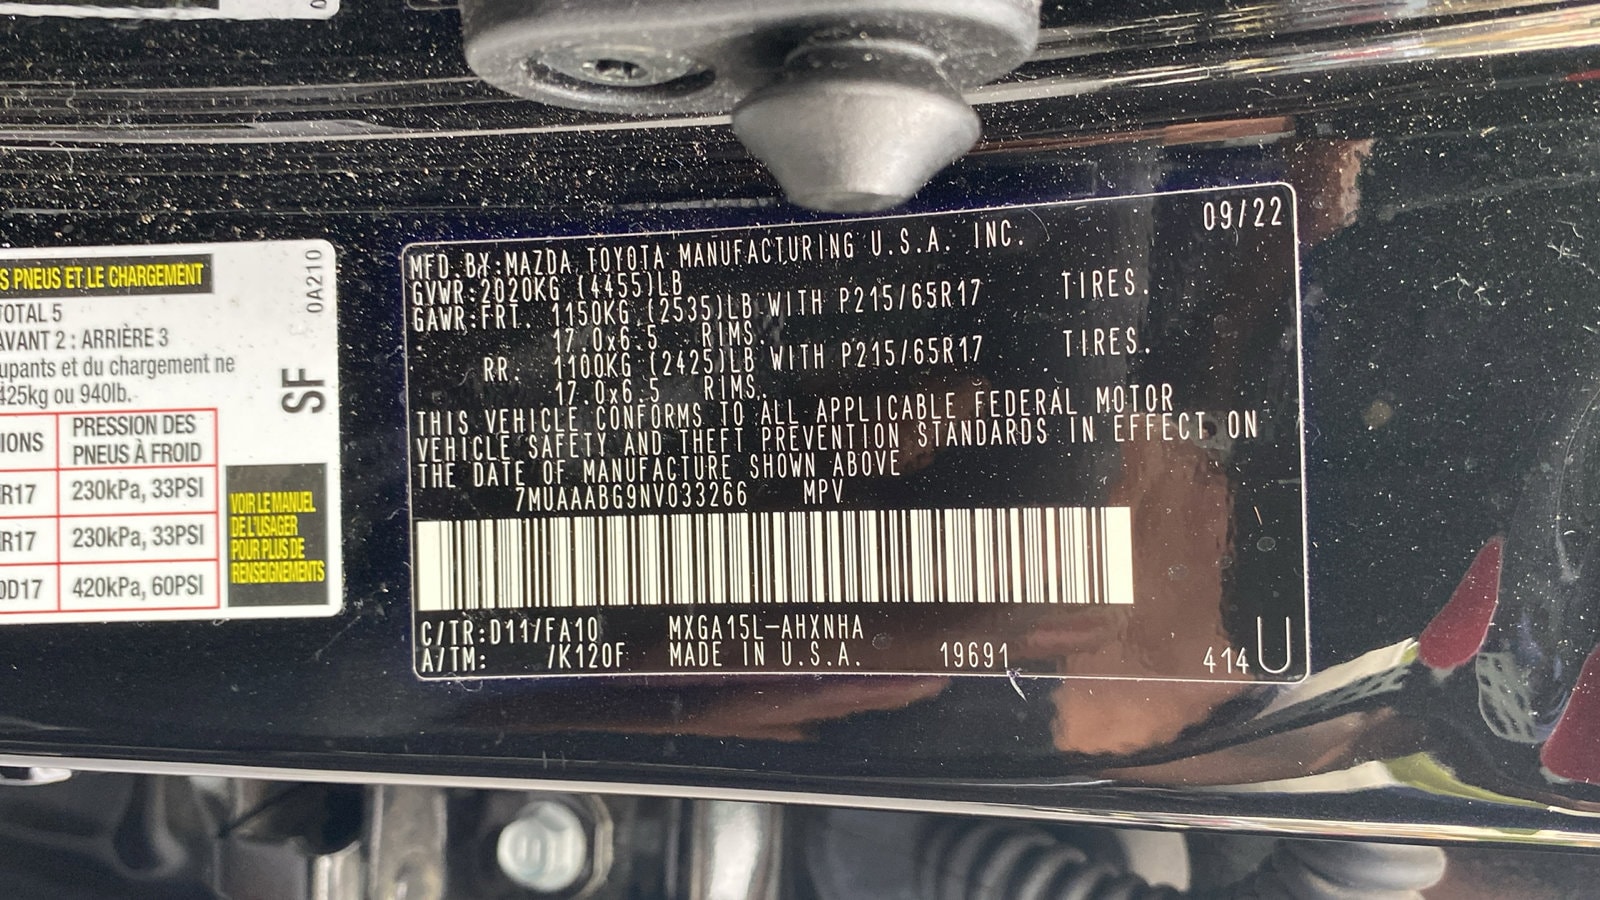 S PNEUS ET LE CHARGEMENT
0A210
TOTAL 5
AVANT 2 : ARRIÈRE 3
upants et du chargement ne
425kg ou 940lb.
SF
IONS PRESSION DES
PNEUS À FROID
R17 230kPa, 33PSI
R17 230kPa, 33PSI
0D17 420kPa, 60PSI
VOIR LE MANUEL
DE L'USAGER
POUR PLUS DE
RENSEIGNEMENTS
09/22
MFD.BY:MAZDA TOYOTA MANUFACTURING U.S.A. INC.
GVWR:2020KG (4455)LB
GAWR:FRT. 1150KG (2535)LB WITH P215/65R17 TIRES.
17.0x6.5 RIMS.
RR. 1100KG (2425)LB WITH P215/65R17 TIRES.
17.0x6.5 RIMS.
THIS VEHICLE CONFORMS TO ALL APPLICABLE FEDERAL MOTOR
VEHICLE SAFETY AND THEFT PREVENTION STANDARDS IN EFFECT ON
THE DATE OF MANUFACTURE SHOWN ABOVE
7MUAAABG9NV033266 MPV
C/TR:D11/FA10 MXGA15L-AHXNHA
A/TM: /K120F MADE IN U.S.A. 19691 414 U